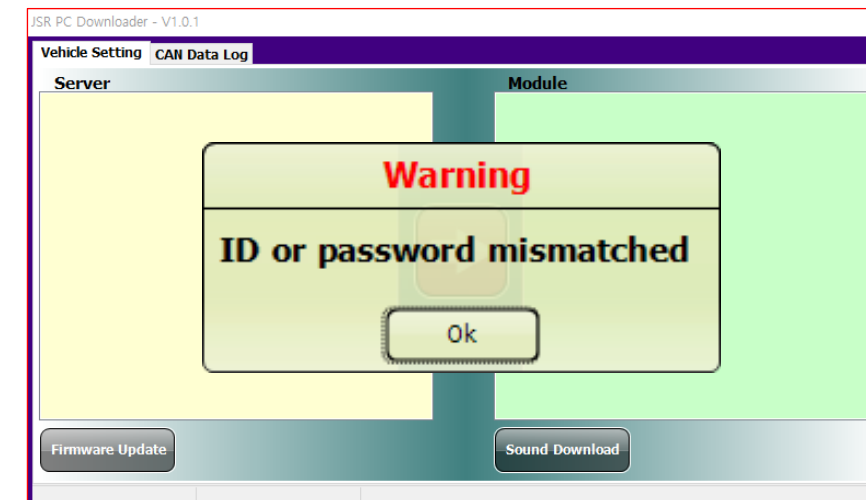 JSR PC Downloader - V1.0.1
Vehicle Setting CAN Data Log
Server Module
Warning
ID or password mismatched
Ok
Firmware Update Sound Download